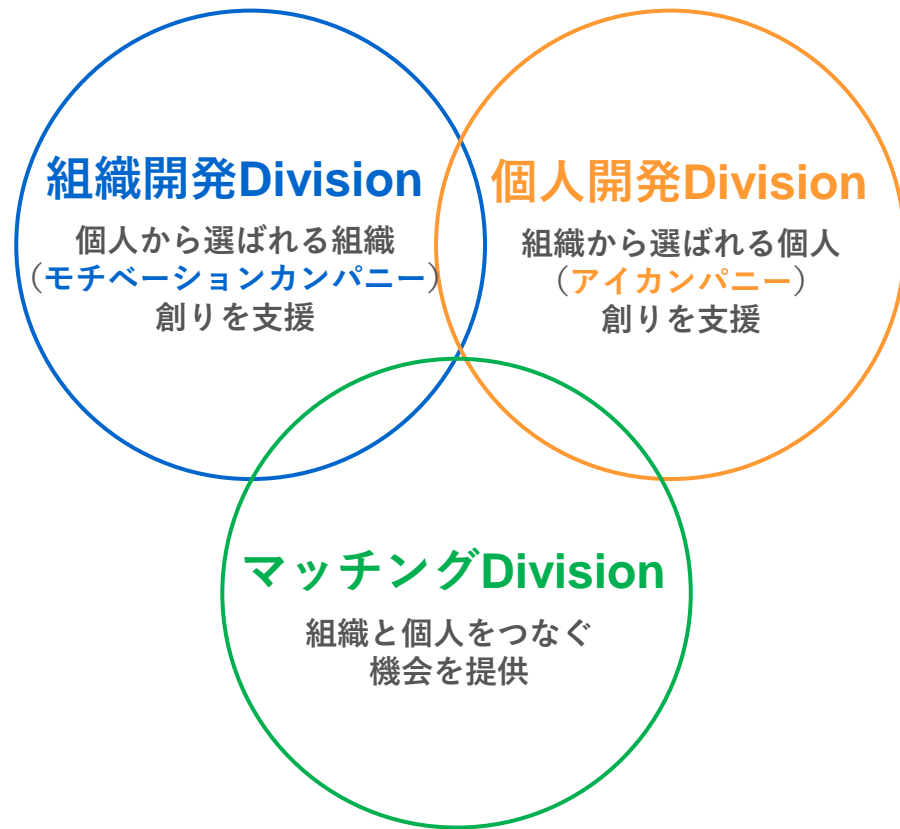 組織開発Division
個人から選ばれる組織
（モチベーションカンパニー）
創りを支援
個人開発Division
組織から選ばれる個人
（アイカンパニー）
創りを支援
マッチングDivision
組織と個人をつなぐ
機会を提供